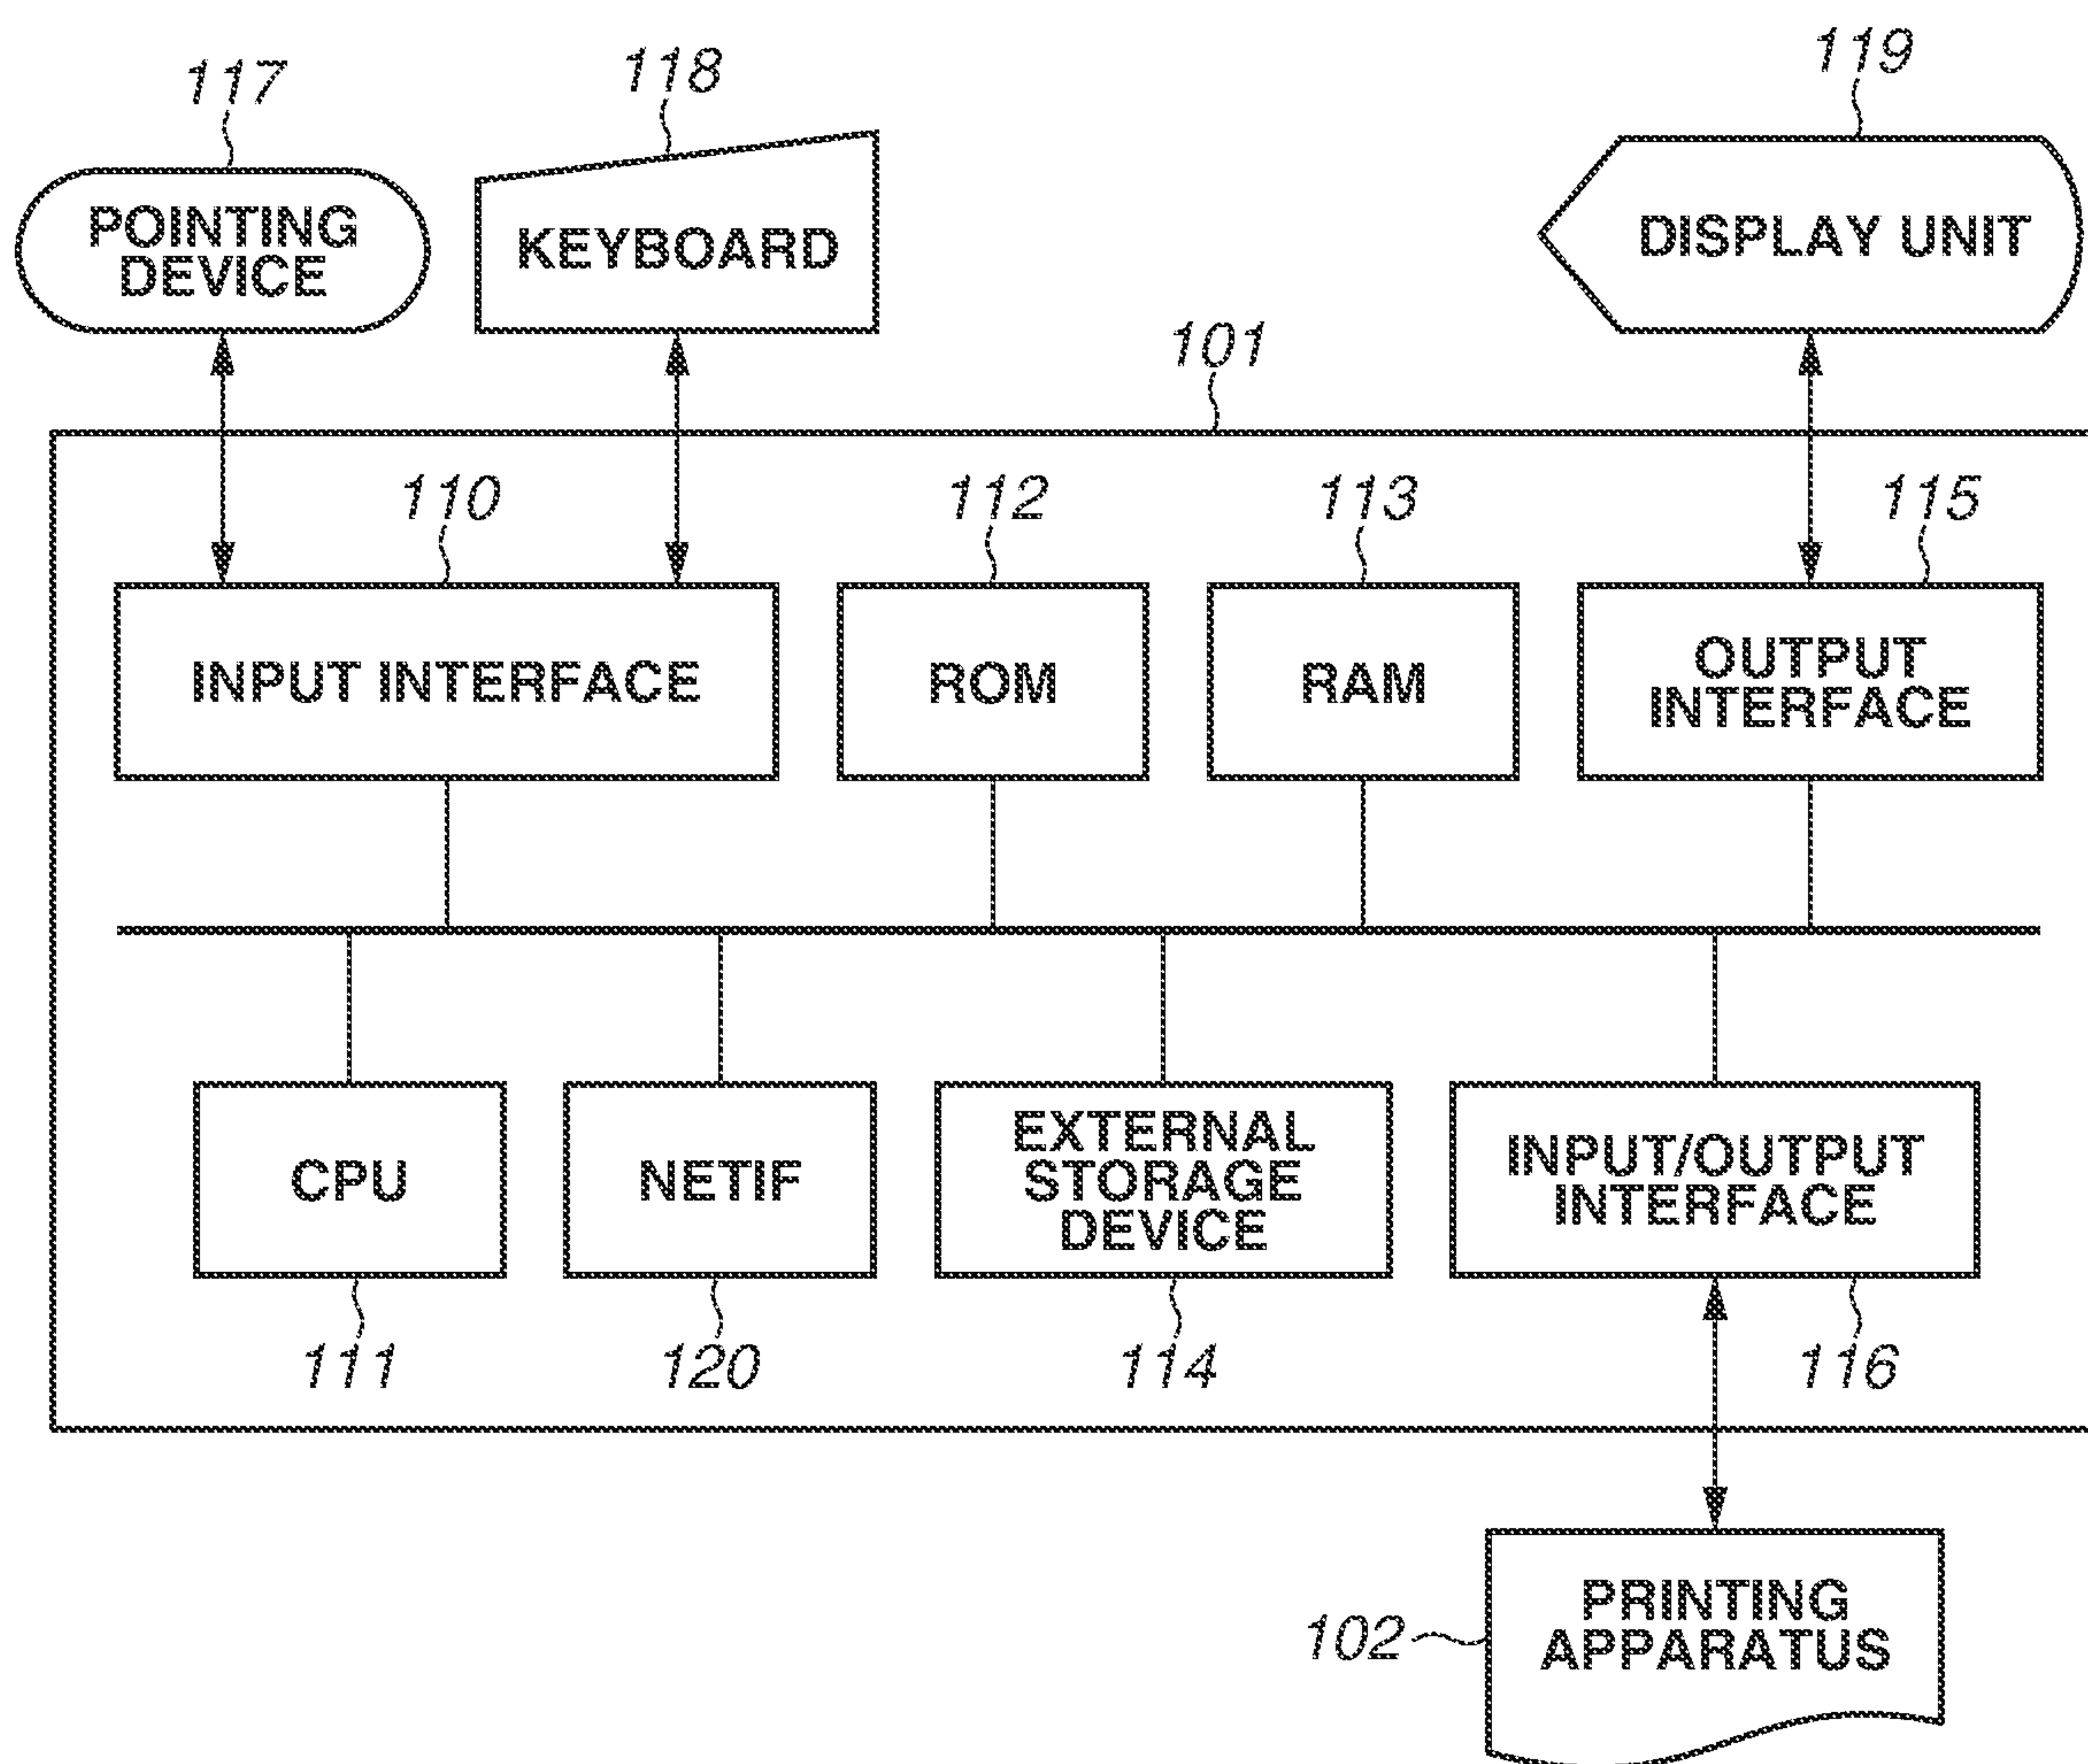 117
118
119
POINTING
DEVICE
KEYBOARD
DISPLAY UNIT
101
110
112
113
115
INPUT INTERFACE
ROM
RAM
OUTPUT
INTERFACE
CPU
NETIF
EXTERNAL
STORAGE
DEVICE
INPUT/OUTPUT
INTERFACE
111
120
114
116
102
PRINTING
APPARATUS